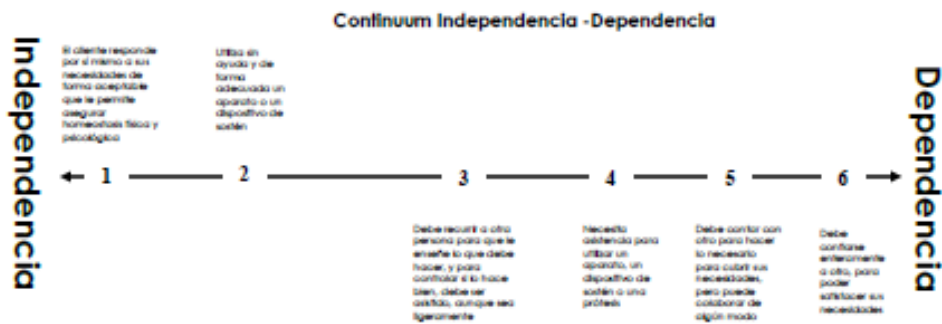 Continuum Independencia -Dependencia
Independencia
El cliente responde
por sí mismo a sus
necesidades de
forma aceptable
que le permite
asegurar
homeostasis física y
psicológica
Utiliza sin
ayuda y de
forma
adecuada un
aparato o un
dispositivo de
sostén
Dependencia
1
2
3
4
5
6
Debe recurrir a otra
persona para que le
enseñe lo que debe
hacer, y para
controlar si lo hace
bien, debe ser
asistido, aunque sea
ligeramente
Necesita
asistencia para
utilizar un
aparato, un
dispositivo de
sostén o una
prótesis
Debe contar con
otro para hacer
lo necesario
para cubrir sus
necesidades,
pero puede
colaborar de
algún modo
Debe
confiarse
enteramente
a otro, para
poder
satisfacer sus
necesidades